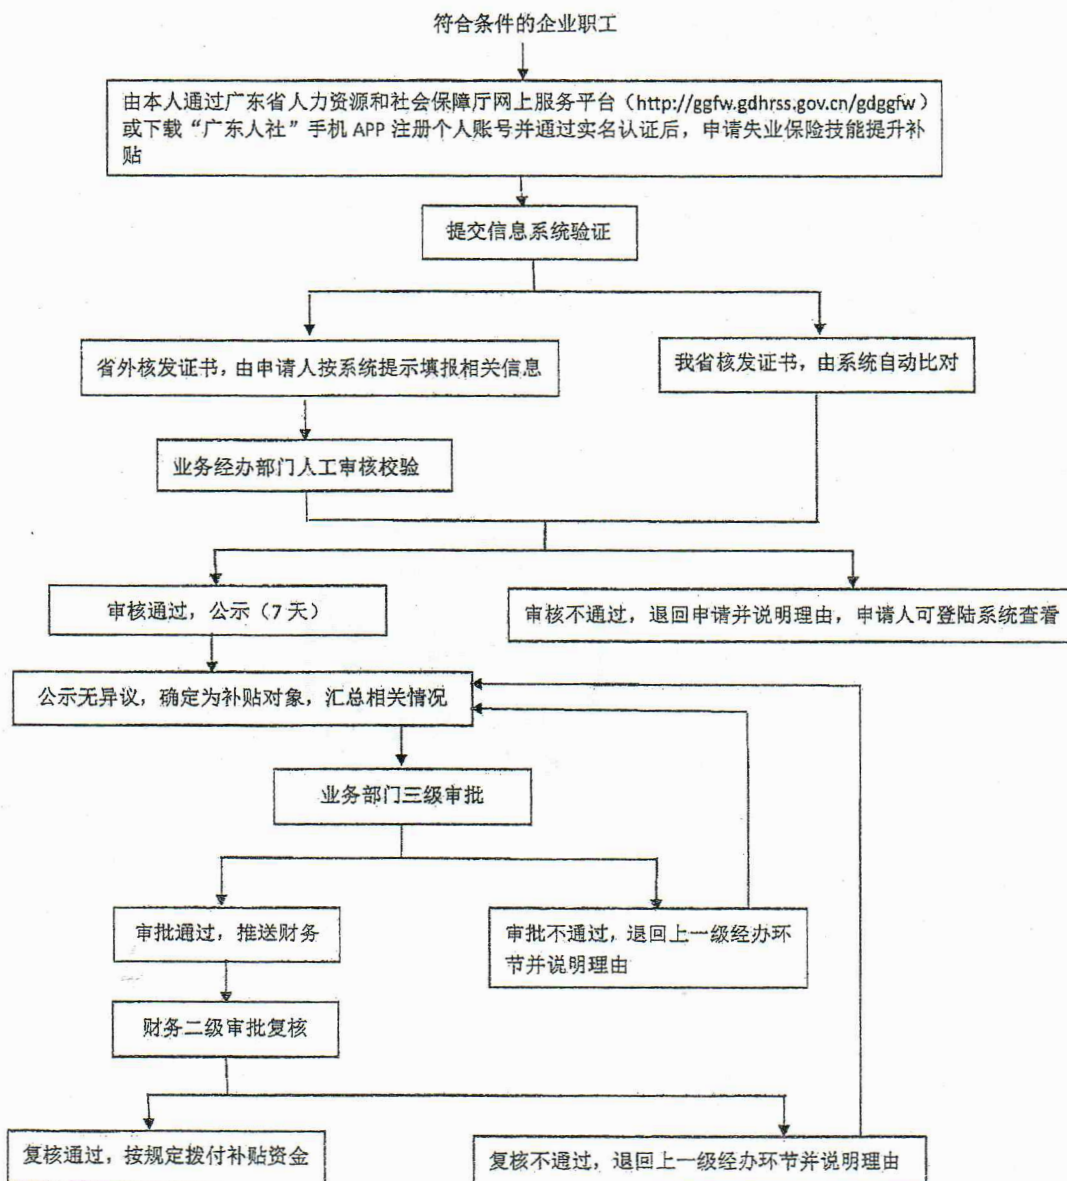 符合条件的企业职工
由本人通过广东省人力资源和社会保障厅网上服务平台（http://ggfw.gdhrss.gov.cn/gdggfw）
或下载“广东人社”手机 APP 注册个人账号并通过实名认证后，申请失业保险技能提升补
贴
提交信息系统验证
省外核发证书，由申请人按系统提示填报相关信息
我省核发证书，由系统自动比对
业务经办部门人工审核校验
审核通过，公示（7 天）
审核不通过，退回申请并说明理由，申请人可登陆系统查看
公示无异议，确定为补贴对象，汇总相关情况
业务部门三级审批
审批通过，推送财务
审批不通过，退回上一级经办环
节并说明理由
财务二级审批复核
复核通过，按规定拨付补贴资金
复核不通过，退回上一级经办环节并说明理由